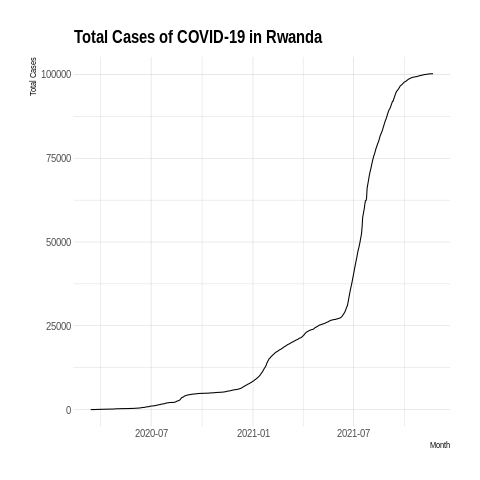 Total Cases of COVID-19 in Rwanda
Total Cases
100000
75000
50000
25000
0
2020-07 2021-01 2021-07
Month